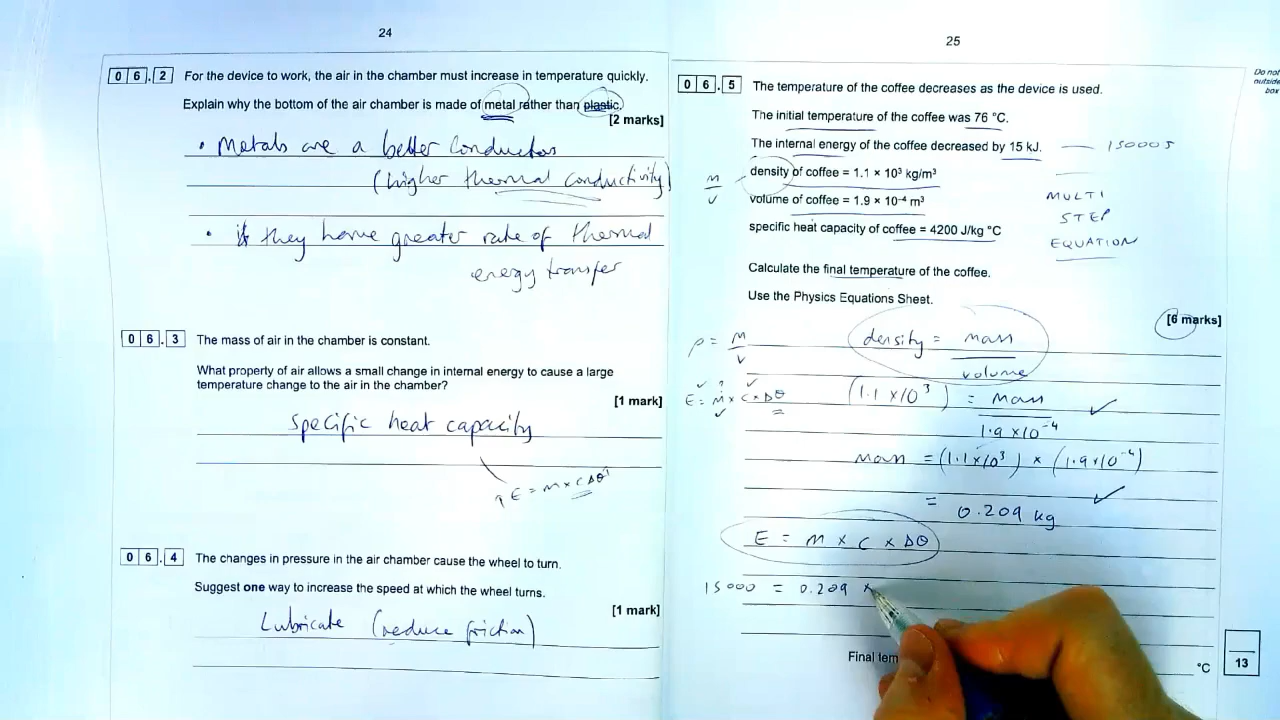 24
0 6 . 2 For the device to work, the air in the chamber must increase in temperature quickly.
Explain why the bottom of the air chamber is made of metal rather than plastic.
[2 marks]
• Metals are a better conductors
(higher thermal conductivity)
• they have greater rate of thermal
energy transfer
0 6 . 3 The mass of air in the chamber is constant.
What property of air allows a small change in internal energy to cause a large
temperature change to the air in the chamber?
[1 mark]
specific heat capacity
E = M × C Δθ
0 6 . 4 The changes in pressure in the air chamber cause the wheel to turn.
Suggest one way to increase the speed at which the wheel turns.
[1 mark]
Lubricate (reduce friction)
25
Do not
outside
box
0 6 . 5 The temperature of the coffee decreases as the device is used.
The initial temperature of the coffee was 76 °C.
The internal energy of the coffee decreased by 15 kJ. — 15000J
density of coffee = 1.1 × 10³ kg/m³
M
V
volume of coffee = 1.9 × 10⁻⁴ m³
specific heat capacity of coffee = 4200 J/kg °C
MULTI
STEP
EQUATION
Calculate the final temperature of the coffee.
Use the Physics Equations Sheet.
[6 marks]
ρ = M
V
density = mass
volume
E = M × C × Δθ
(1.1 × 10³) = mass
1.9 × 10⁻⁴
mass = (1.1 × 10³) × (1.9 × 10⁻⁴)
= 0.209 kg
E = M × C × Δθ
15000 = 0.209 ×
Final tem
°C
13